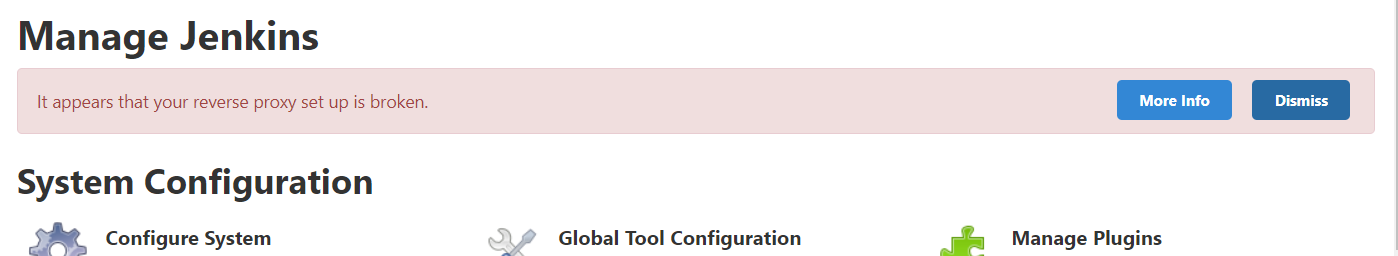 Manage Jenkins
It appears that your reverse proxy set up is broken.
More Info
Dismiss
System Configuration
Configure System
Global Tool Configuration
Manage Plugins